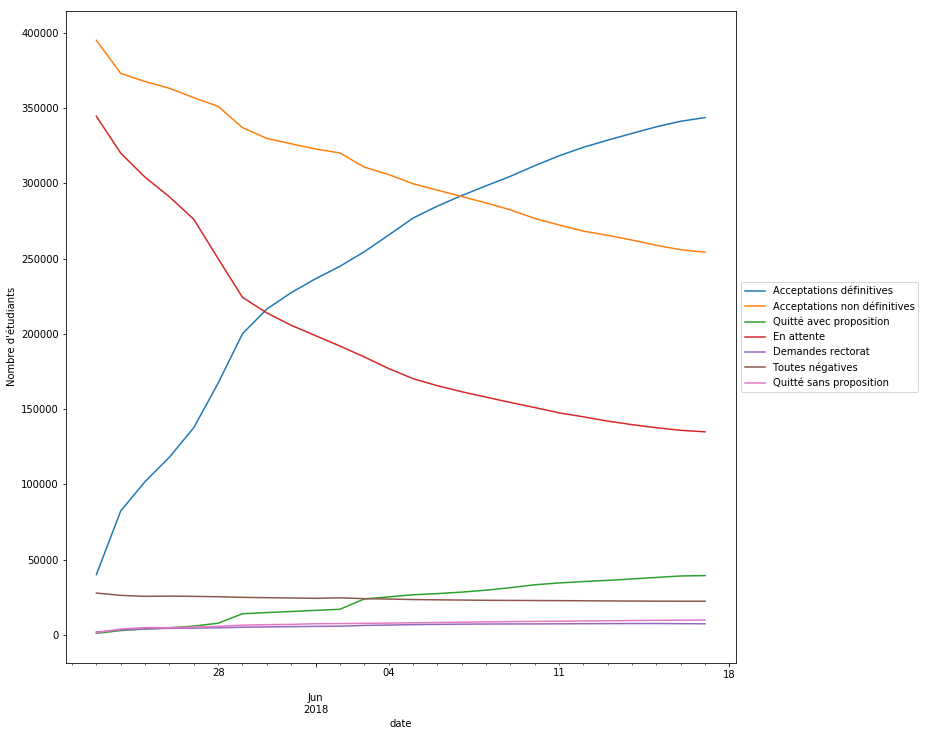 400000
350000
300000
250000
200000
150000
100000
50000
0
Nombre d'étudiants
28
04
11
18
Jun
2018
date
Acceptations définitives
Acceptations non définitives
Quitté avec proposition
En attente
Demandes rectorat
Toutes négatives
Quitté sans proposition